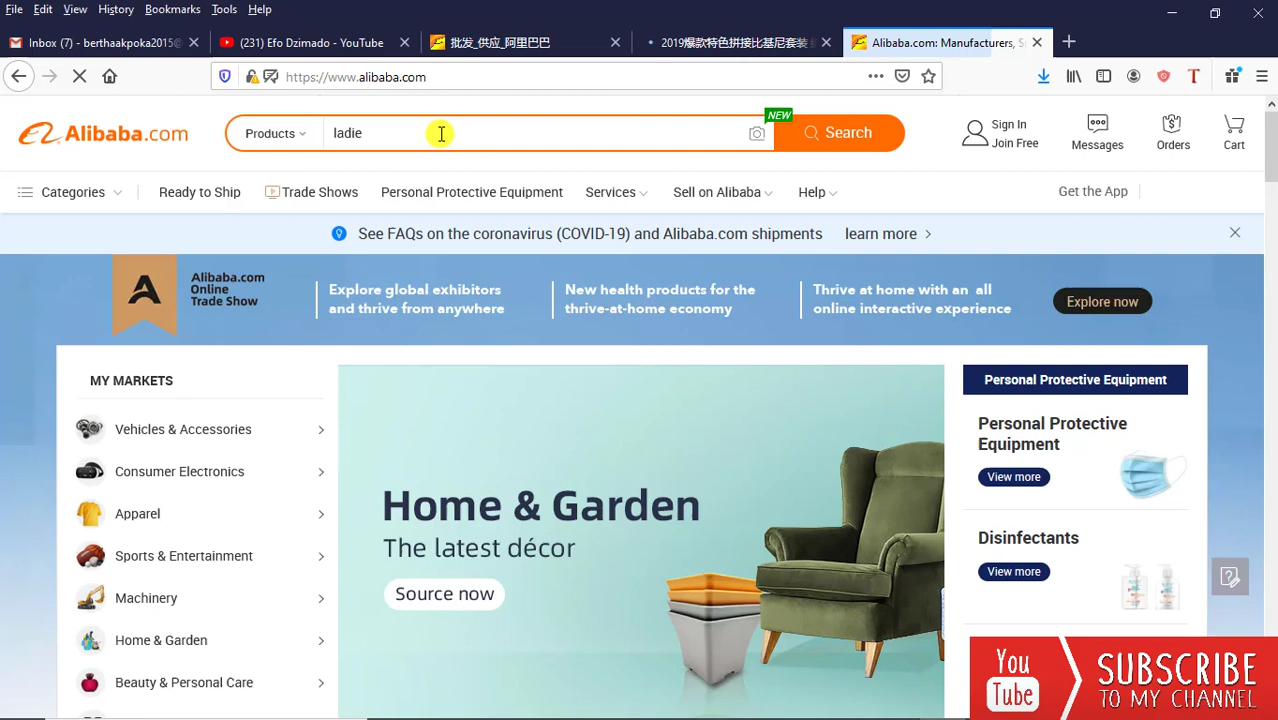 File Edit View History Bookmarks Tools Help
Inbox (7) - berthaakpoka2015@
(231) Efo Dzimado - YouTube
批发_供应_阿里巴巴
2019爆款特色拼接比基尼套装
Alibaba.com: Manufacturers, S
https://www.alibaba.com
Alibaba.com
Products
ladie
NEW
Search
Sign In
Join Free
Messages
Orders
Cart
Categories
Ready to Ship
Trade Shows
Personal Protective Equipment
Services
Sell on Alibaba
Help
Get the App
See FAQs on the coronavirus (COVID-19) and Alibaba.com shipments learn more
Alibaba.com
Online
Trade Show
Explore global exhibitors
and thrive from anywhere
New health products for the
thrive-at-home economy
Thrive at home with an all
online interactive experience
Explore now
MY MARKETS
Vehicles & Accessories
Consumer Electronics
Apparel
Sports & Entertainment
Machinery
Home & Garden
Beauty & Personal Care
Home & Garden
The latest décor
Source now
Personal Protective Equipment
Personal Protective
Equipment
View more
Disinfectants
View more
You
Tube
SUBSCRIBE
TO MY CHANNEL